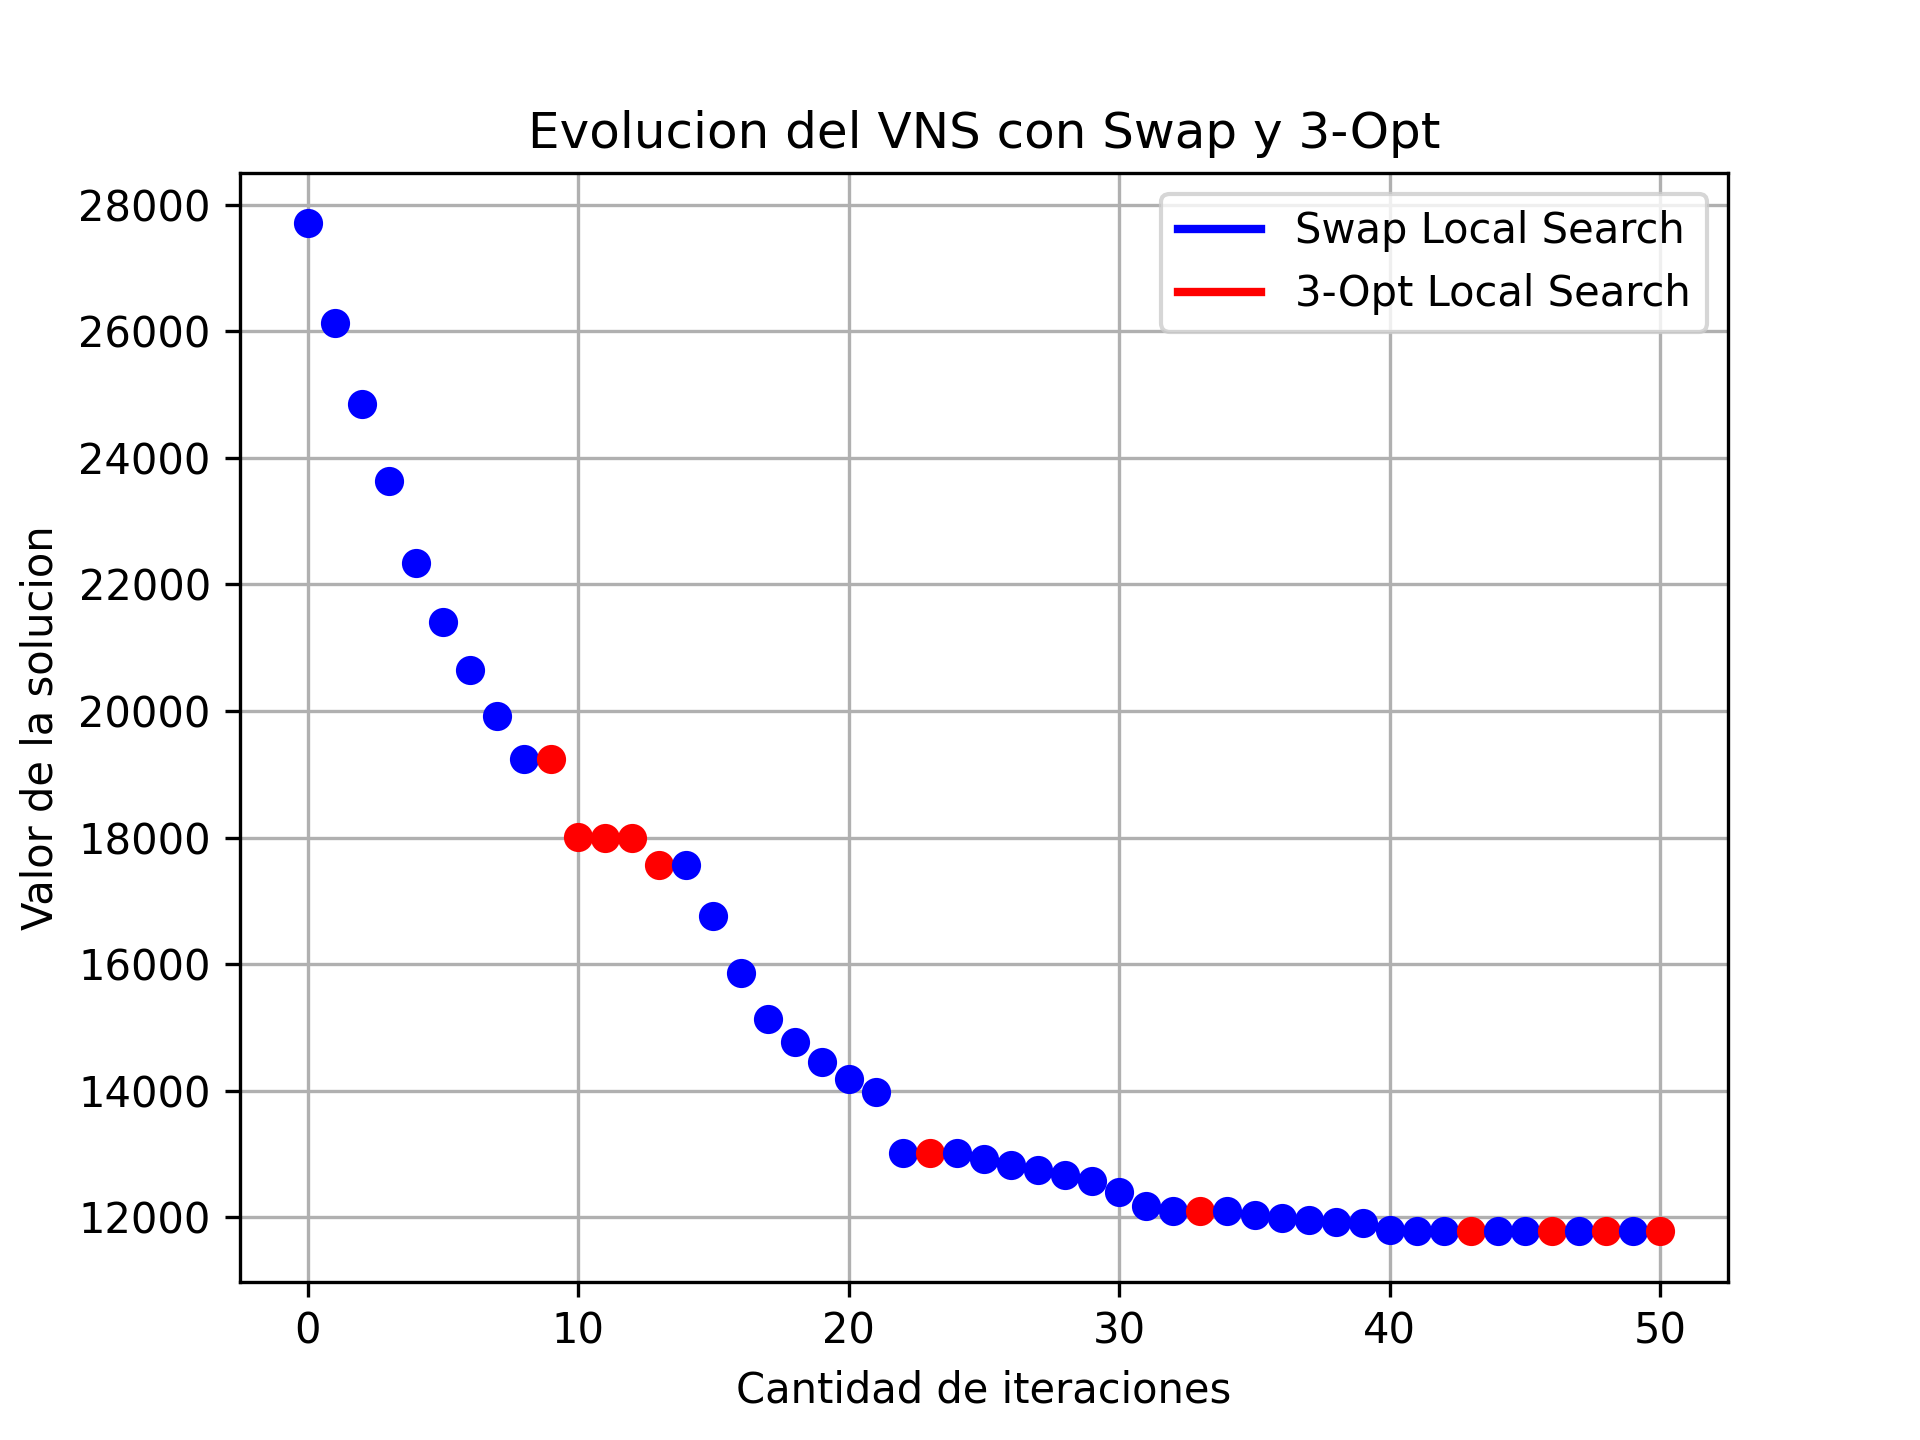 Evolucion del VNS con Swap y 3-Opt
Swap Local Search
3-Opt Local Search
Valor de la solucion
28000
26000
24000
22000
20000
18000
16000
14000
12000
0 10 20 30 40 50
Cantidad de iteraciones